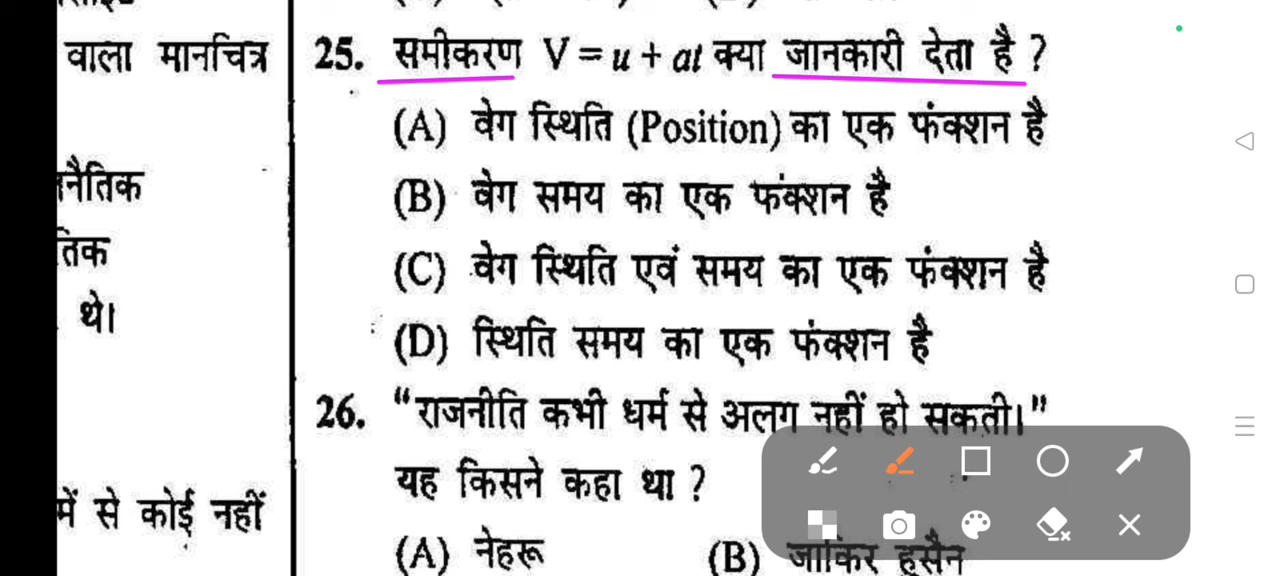 वाला मानचित्र
थे।
में से कोई नहीं
25. समीकरण V = u + at क्या जानकारी देता है ?
(A) वेग स्थिति (Position) का एक फंक्शन है
(B) वेग समय का एक फंक्शन है
(C) वेग स्थिति एवं समय का एक फंक्शन है
(D) स्थिति समय का एक फंक्शन है
26. “राजनीति कभी धर्म से अलग नहीं हो सकती।”
यह किसने कहा था ?
(A) नेहरू (B) जाकिर हुसैन